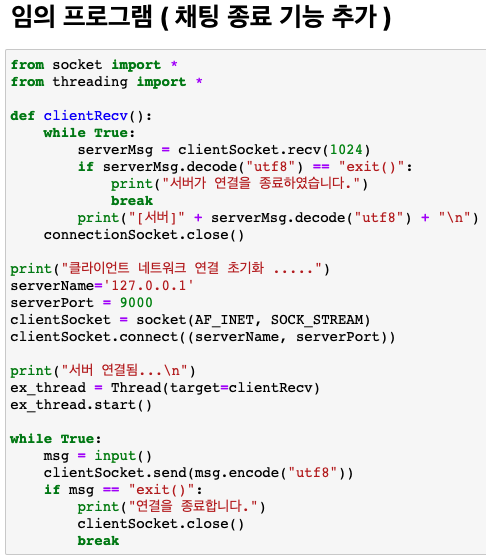 임의 프로그램 ( 채팅 종료 기능 추가 )
from socket import *
from threading import *

def clientRecv():
    while True:
        serverMsg = clientSocket.recv(1024)
        if serverMsg.decode("utf8") == "exit()":
            print("서버가 연결을 종료하였습니다.")
            break
        print("[서버]" + serverMsg.decode("utf8") + "\n")
    connectionSocket.close()

print("클라이언트 네트워크 연결 초기화 .....")
serverName='127.0.0.1'
serverPort = 9000
clientSocket = socket(AF_INET, SOCK_STREAM)
clientSocket.connect((serverName, serverPort))

print("서버 연결됨...\n")
ex_thread = Thread(target=clientRecv)
ex_thread.start()

while True:
    msg = input()
    clientSocket.send(msg.encode("utf8"))
    if msg == "exit()":
        print("연결을 종료합니다.")
        clientSocket.close()
        break